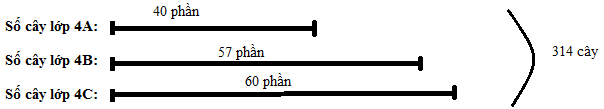 40 phần
Số cây lớp 4A:
57 phần
Số cây lớp 4B:
314 cây
60 phần
Số cây lớp 4C: